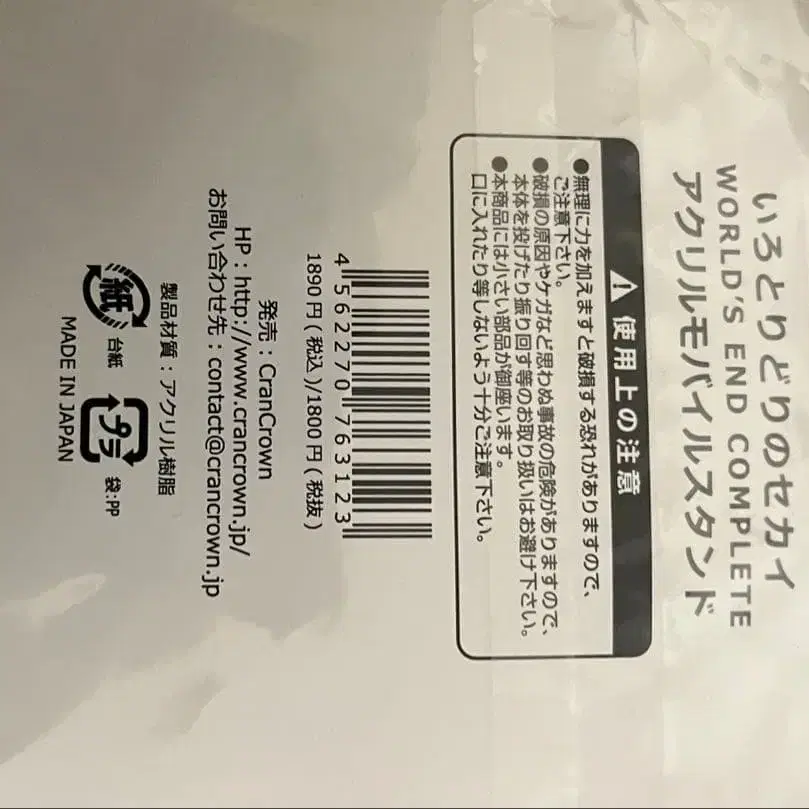 いろとりどりのセカイ
WORLD'S END COMPLETE
アクリルモバイルスタンド
使用上の注意
●無理に力を加えますと破損する恐れがありますので、
ご注意下さい。
●破損の原因やケガなど思わぬ事故の危険がありますので、
本体を投げたり振り回す等のお取り扱いはお避け下さい。
●本商品には小さい部品が御座います。
口に入れたり等しないよう十分ご注意下さい。
4 562270 763123
1890円(税込)/1800円(税抜)
発売：CranCrown
HP：http://www.crancrown.jp/
お問い合わせ先：contact@crancrown.jp
製品材質：アクリル樹脂
紙 台紙 プラ 袋:PP
MADE IN JAPAN